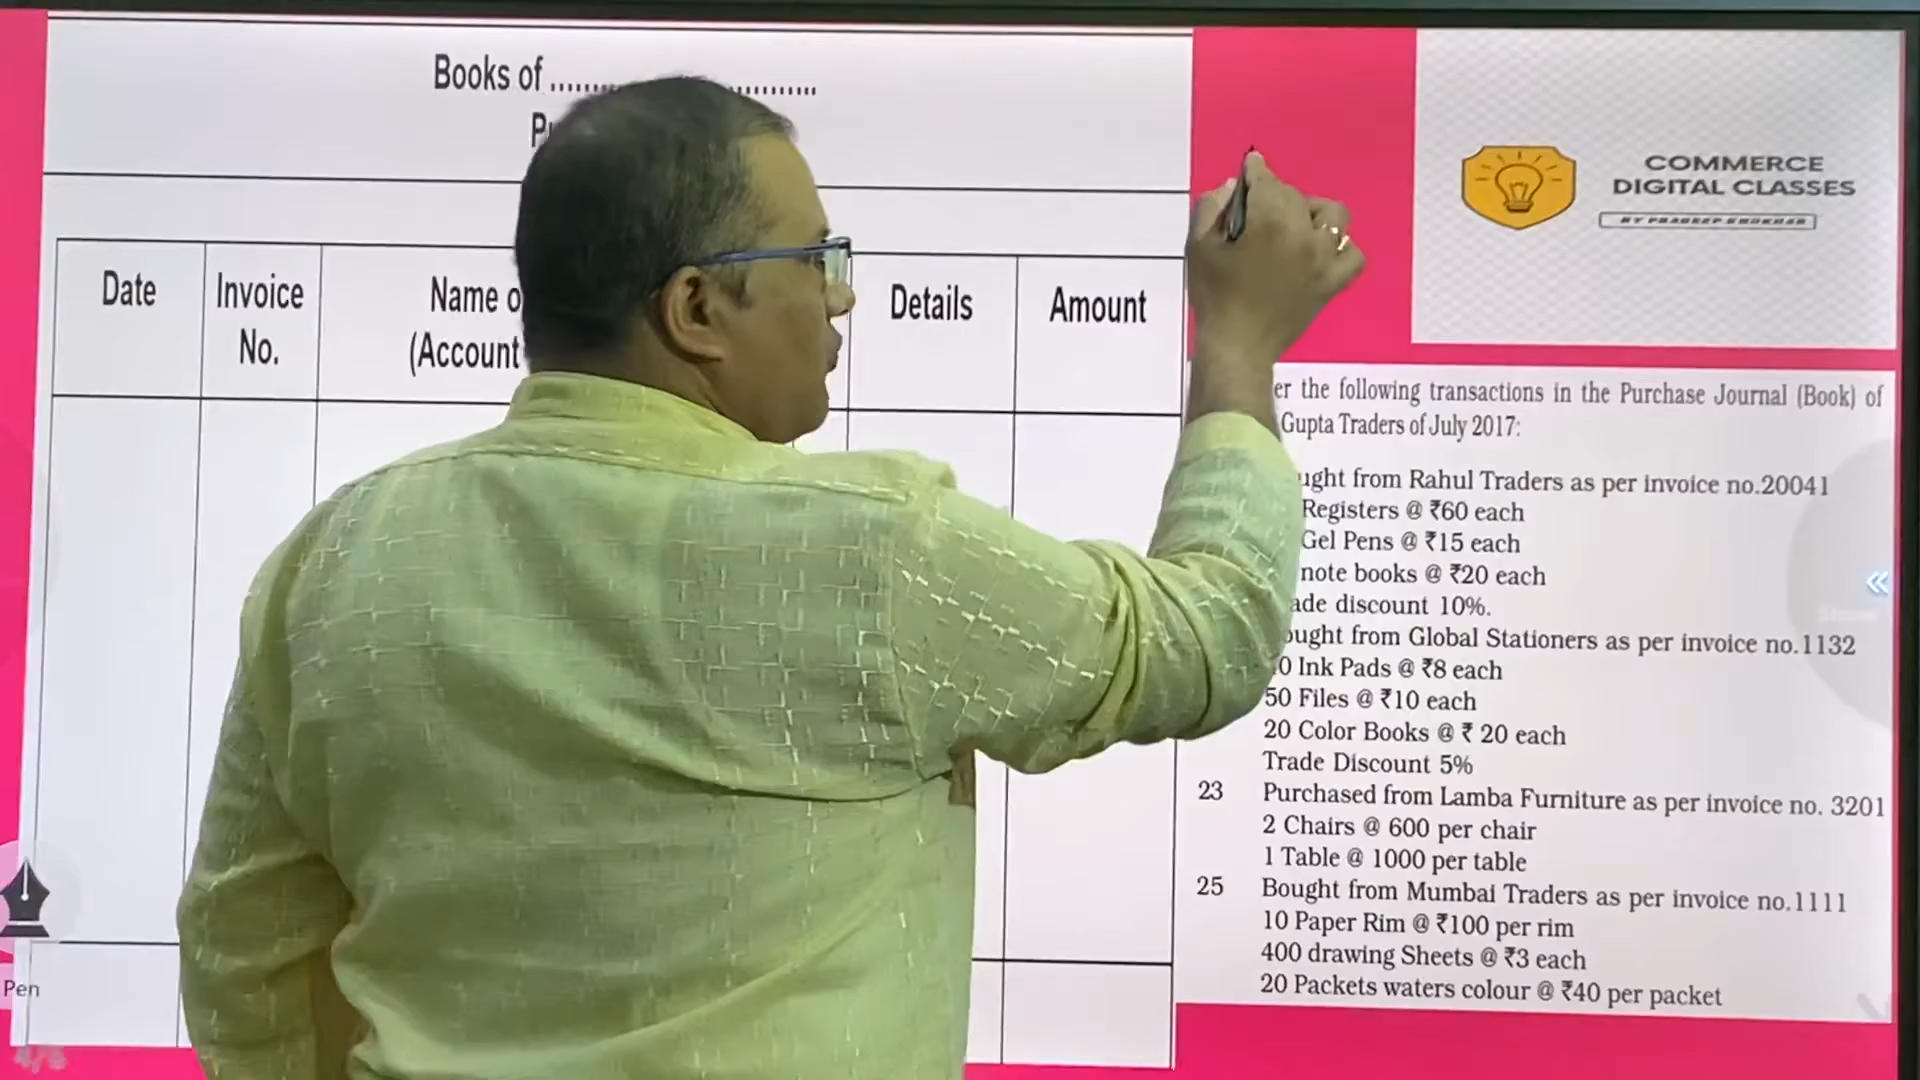 Books of ..............................
Date
Invoice
No.
Name
(Account
Details
Amount
COMMERCE
DIGITAL CLASSES
BY PRADEEP KHOKHAR
the following transactions in the Purchase Journal (Book) of
Gupta Traders of July 2017:
from Rahul Traders as per invoice no.20041
Registers @ ₹60 each
Gel Pens @ ₹15 each
note books @ ₹20 each
discount 10%.
from Global Stationers as per invoice no.1132
Ink Pads @ ₹8 each
50 Files @ ₹10 each
20 Color Books @ ₹ 20 each
Trade Discount 5%
23 Purchased from Lamba Furniture as per invoice no. 3201
2 Chairs @ 600 per chair
1 Table @ 1000 per table
25 Bought from Mumbai Traders as per invoice no.1111
10 Paper Rim @ ₹100 per rim
400 drawing Sheets @ ₹3 each
20 Packets waters colour @ ₹40 per packet
Pen